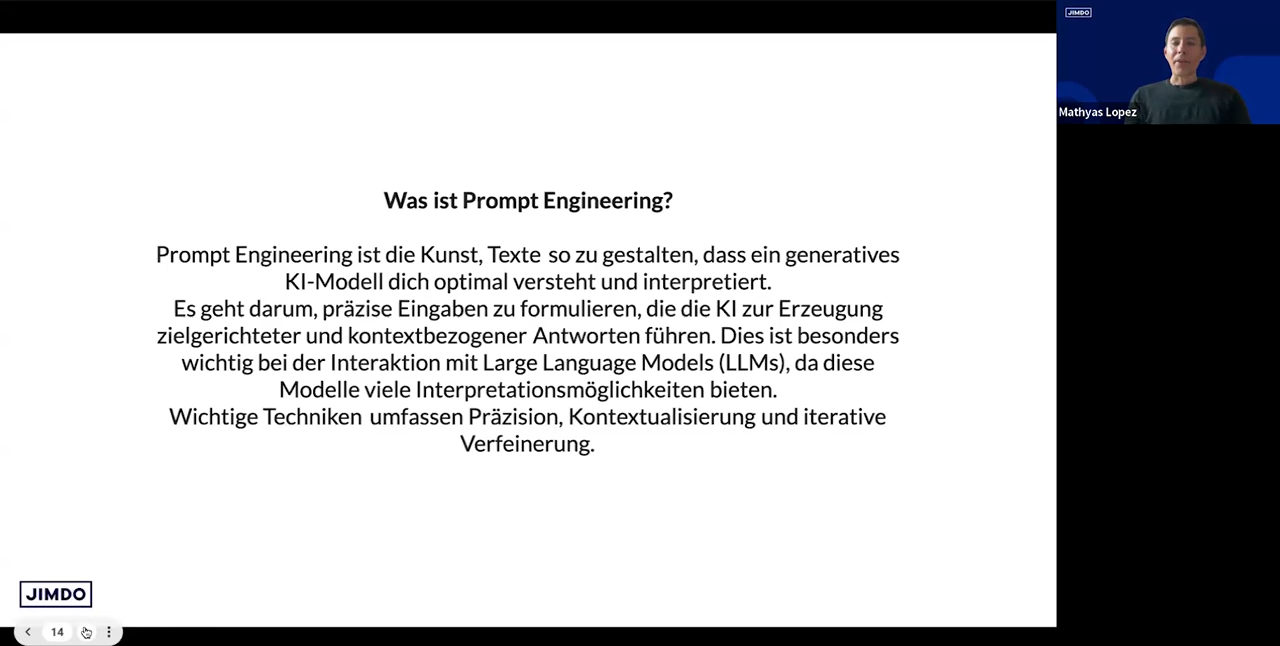 Was ist Prompt Engineering?
Prompt Engineering ist die Kunst, Texte so zu gestalten, dass ein generatives
KI-Modell dich optimal versteht und interpretiert.
Es geht darum, präzise Eingaben zu formulieren, die die KI zur Erzeugung
zielgerichteter und kontextbezogener Antworten führen. Dies ist besonders
wichtig bei der Interaktion mit Large Language Models (LLMs), da diese
Modelle viele Interpretationsmöglichkeiten bieten.
Wichtige Techniken umfassen Präzision, Kontextualisierung und iterative
Verfeinerung.
JIMDO
14
JIMDO
Mathyas Lopez